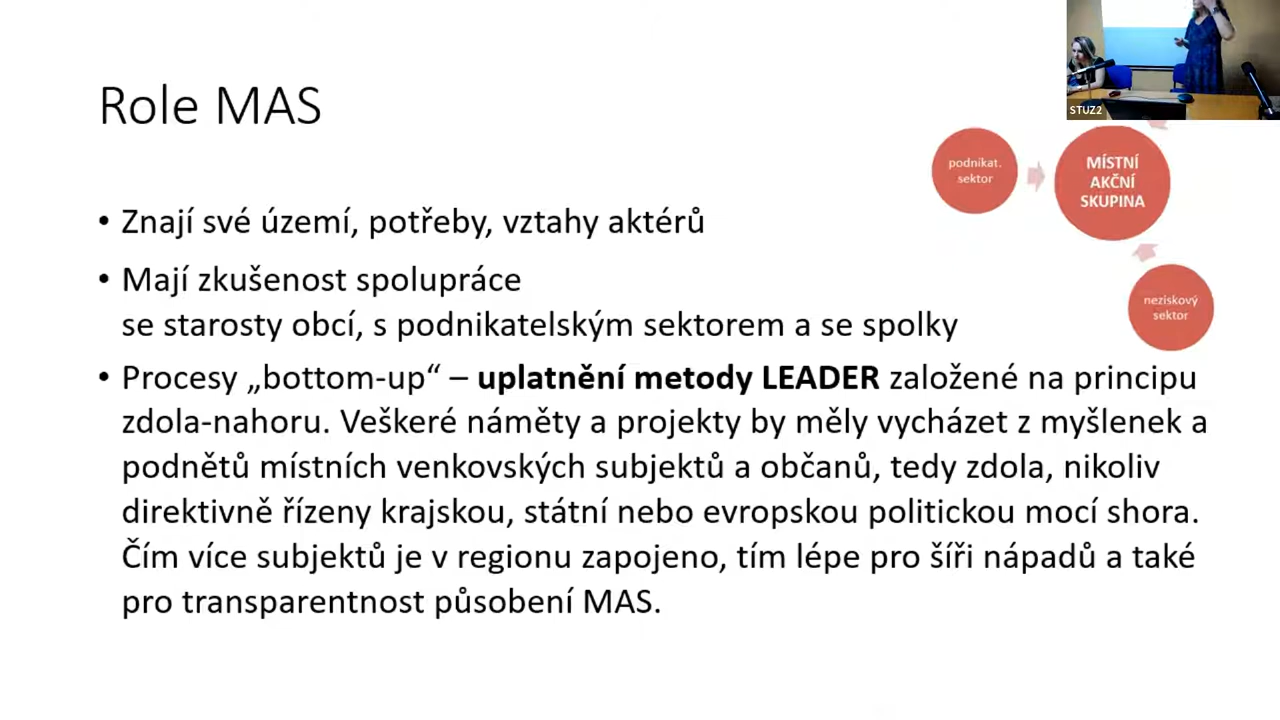 STUZ2
Role MAS
podnikat.
sektor
MÍSTNÍ
AKČNÍ
SKUPINA
neziskový
sektor
• Znají své území, potřeby, vztahy aktérů
• Mají zkušenost spolupráce
se starosty obcí, s podnikatelským sektorem a se spolky
• Procesy „bottom-up“ – uplatnění metody LEADER založené na principu
zdola-nahoru. Veškeré náměty a projekty by měly vycházet z myšlenek a
podnětů místních venkovských subjektů a občanů, tedy zdola, nikoliv
direktivně řízeny krajskou, státní nebo evropskou politickou mocí shora.
Čím více subjektů je v regionu zapojeno, tím lépe pro šíři nápadů a také
pro transparentnost působení MAS.